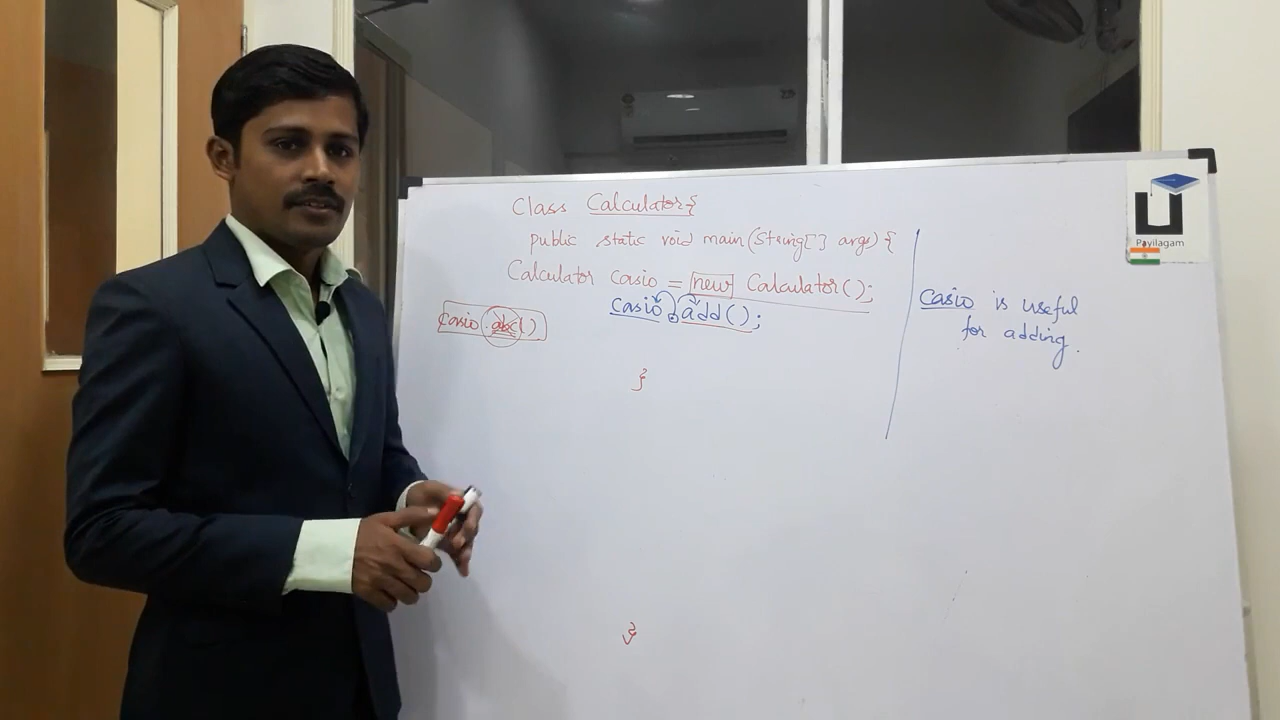 Class Calculator{
public static void main(String[] args) {
Calculator casio = new Calculator();
casio.add();
casio.abc()
}
}
Casio is useful
for adding.
Payilagam